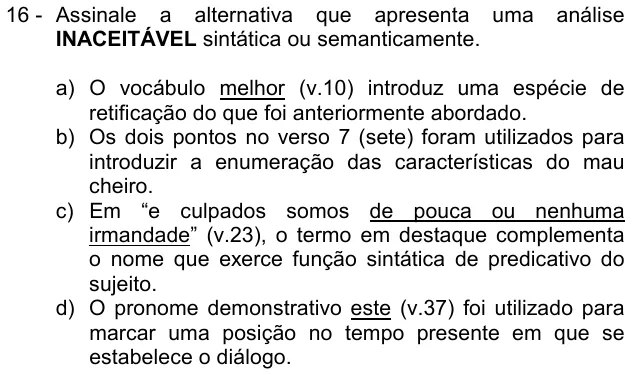 16 - Assinale a alternativa que apresenta uma análise
INACEITÁVEL sintática ou semanticamente.
a) O vocábulo melhor (v.10) introduz uma espécie de
retificação do que foi anteriormente abordado.
b) Os dois pontos no verso 7 (sete) foram utilizados para
introduzir a enumeração das características do mau
cheiro.
c) Em “e culpados somos de pouca ou nenhuma
irmandade” (v.23), o termo em destaque complementa
o nome que exerce função sintática de predicativo do
sujeito.
d) O pronome demonstrativo este (v.37) foi utilizado para
marcar uma posição no tempo presente em que se
estabelece o diálogo.